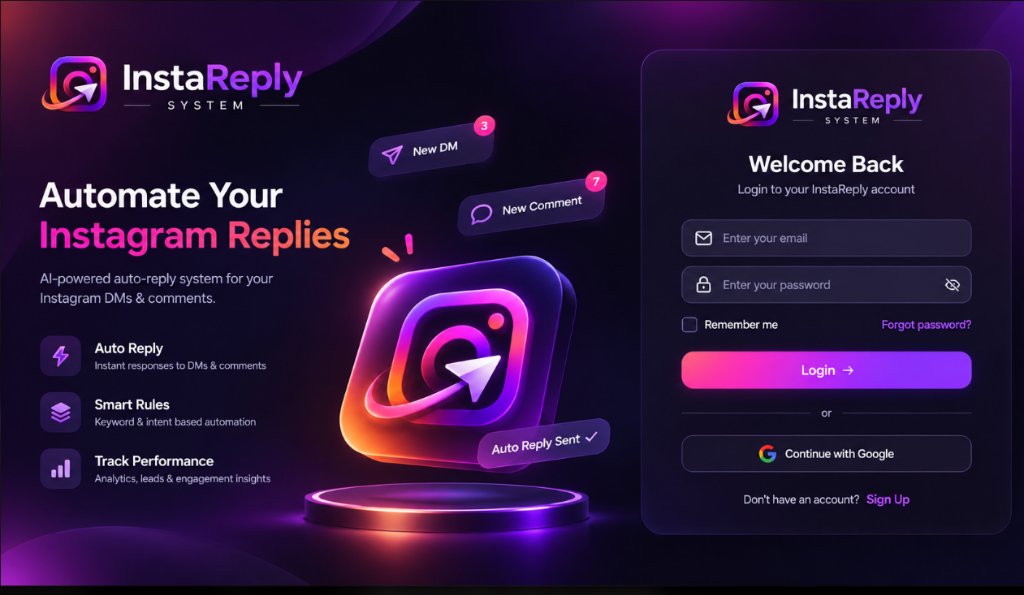 InstaReply
SYSTEM
Automate Your
Instagram Replies
AI-powered auto-reply system for your
Instagram DMs & comments.
Auto Reply
Instant responses to DMs & comments
Smart Rules
Keyword & intent based automation
Track Performance
Analytics, leads & engagement insights
New DM
3
New Comment
7
Auto Reply Sent
InstaReply
SYSTEM
Welcome Back
Login to your InstaReply account
Enter your email
Enter your password
Remember me
Forgot password?
Login →
or
Continue with Google
Don't have an account? Sign Up